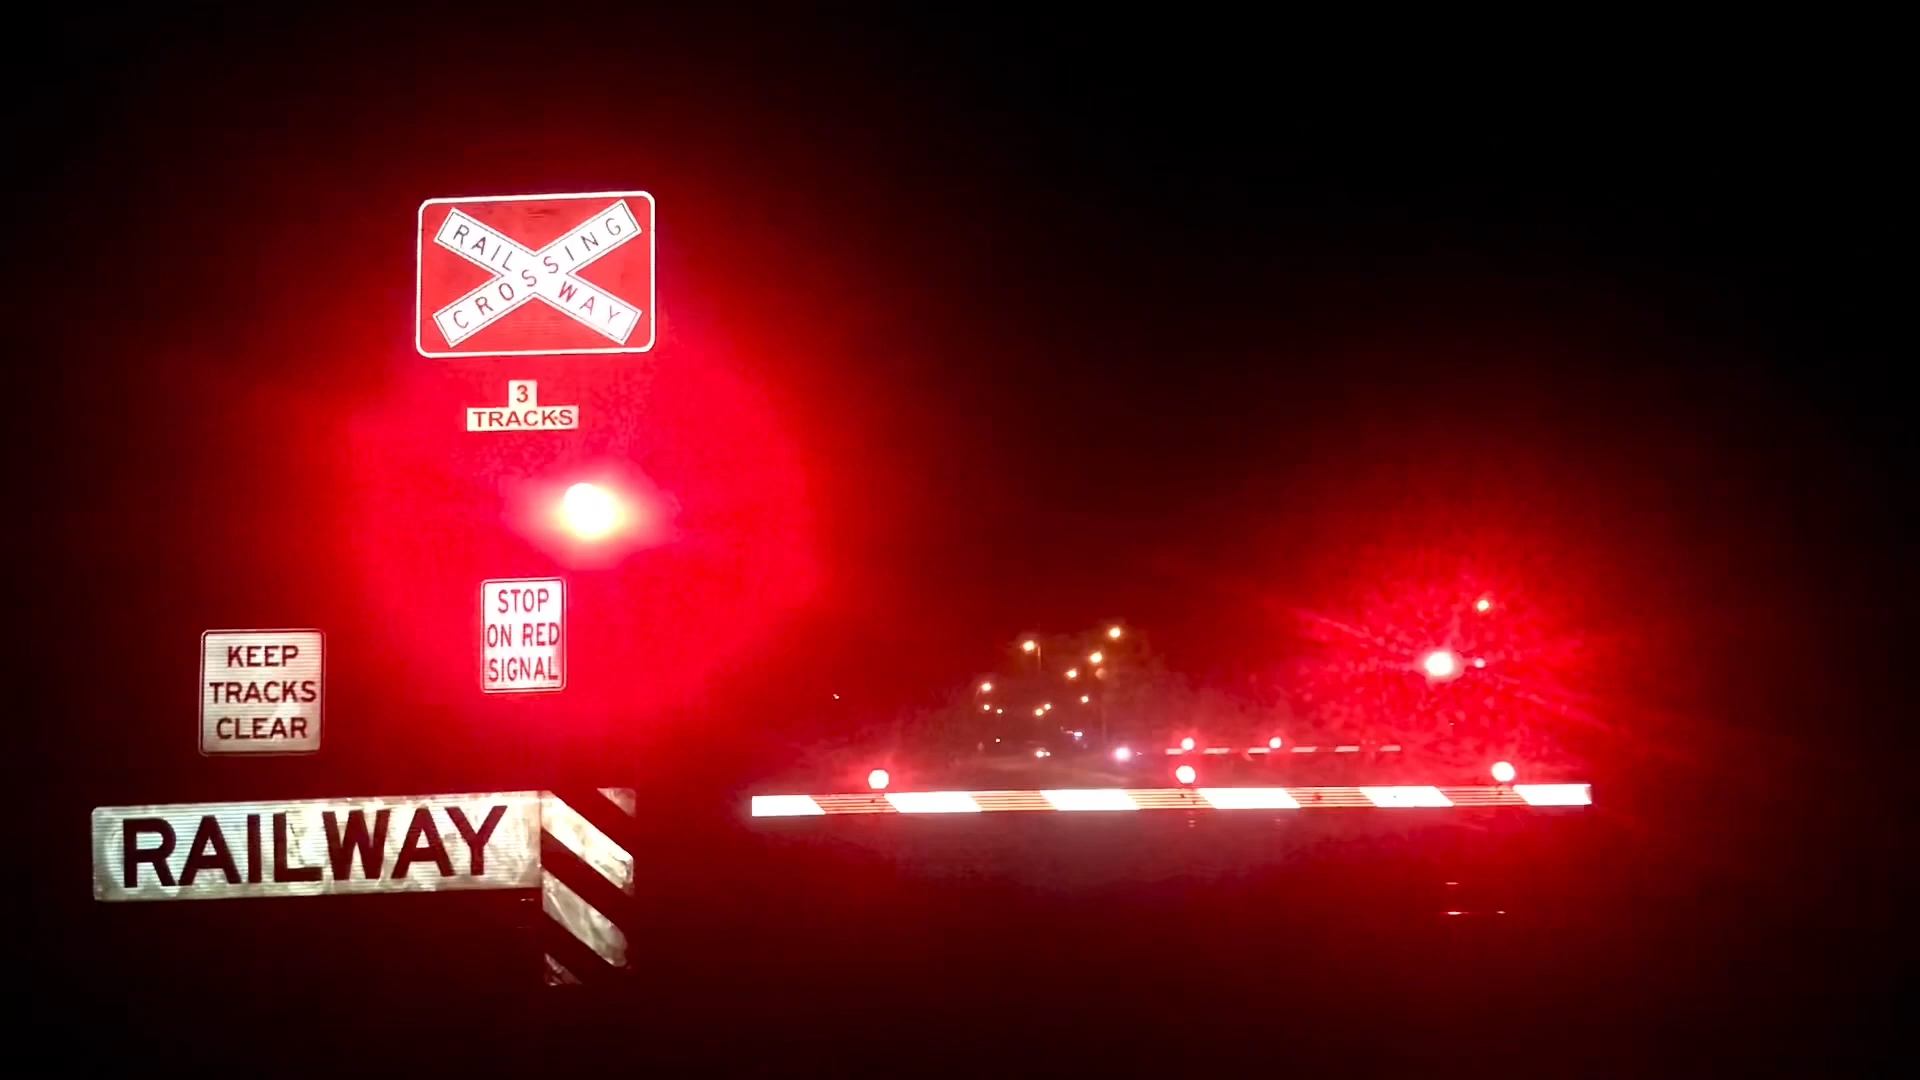 RAILWAY
CROSSING
3
TRACKS
STOP
ON RED
SIGNAL
KEEP
TRACKS
CLEAR
RAILWAY